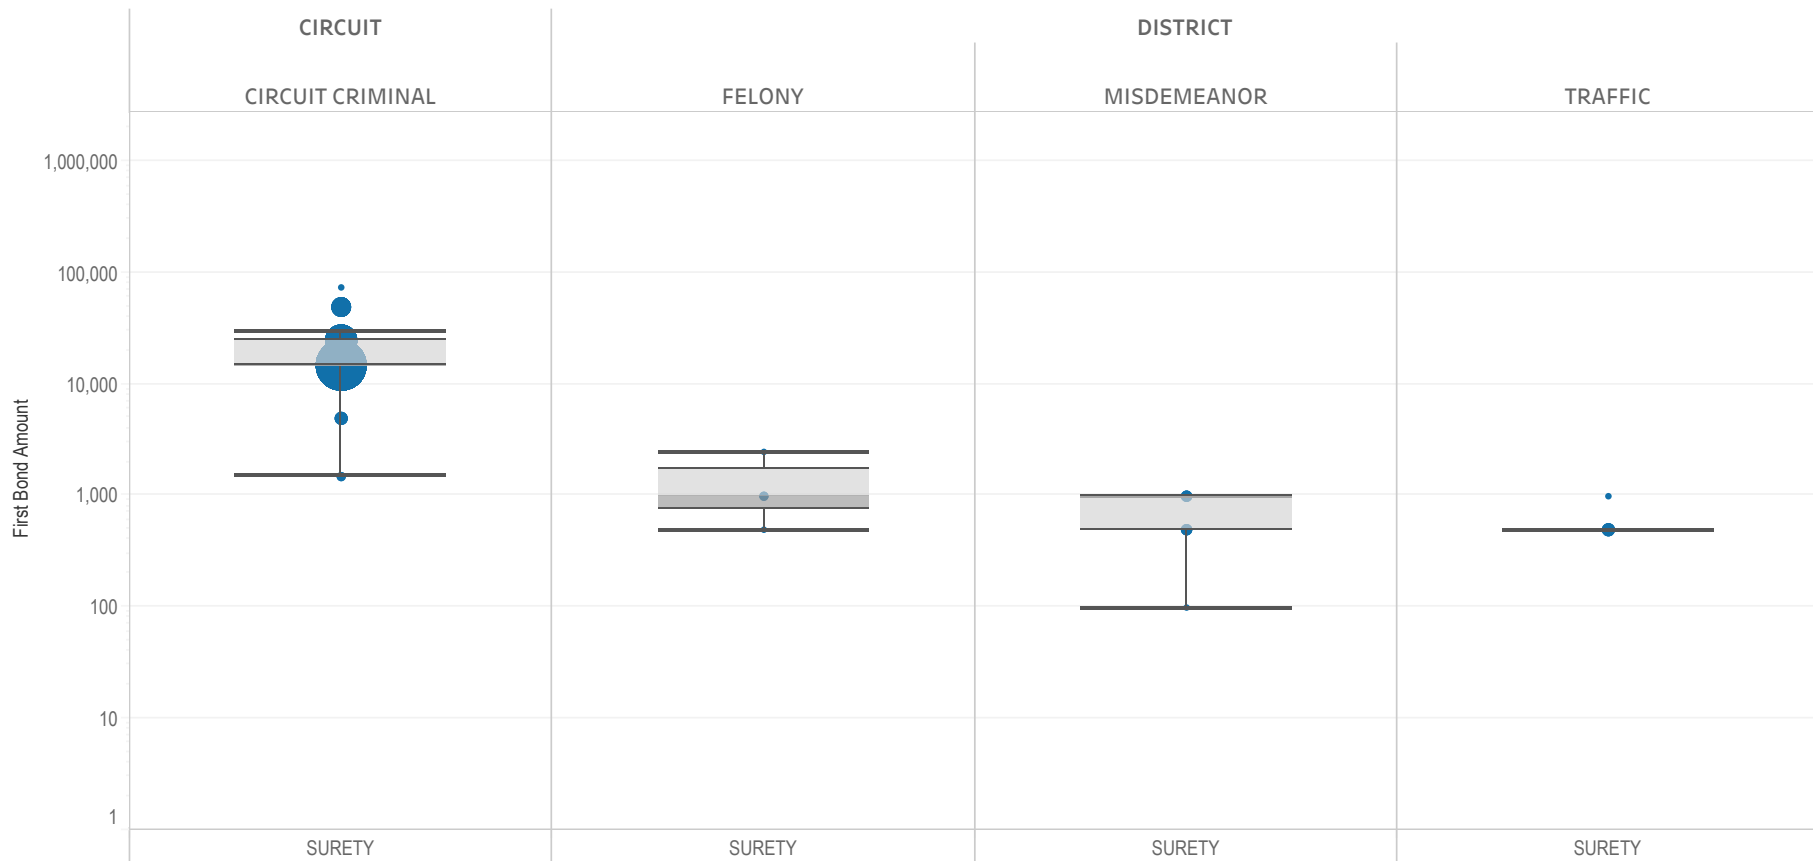 CIRCUIT DISTRICT
CIRCUIT CRIMINAL FELONY MISDEMEANOR TRAFFIC
1,000,000
100,000
10,000
1,000
100
10
1
First Bond Amount
SURETY SURETY SURETY SURETY